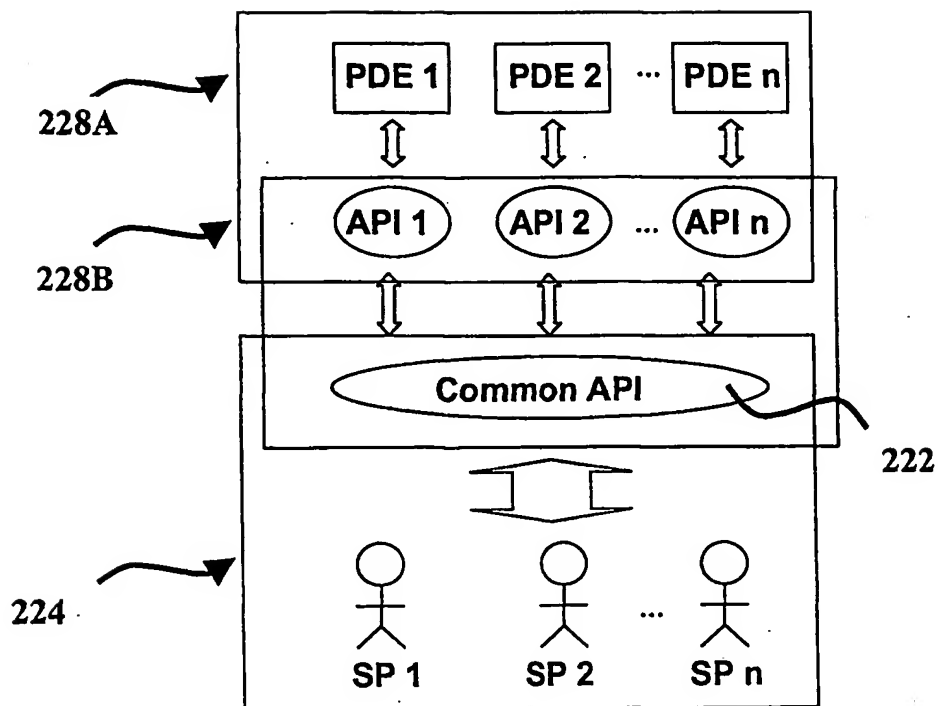 PDE 1 PDE 2 ... PDE n
228A
API 1 API 2 ... API n
228B
Common API
222
224
...
SP 1 SP 2 SP n